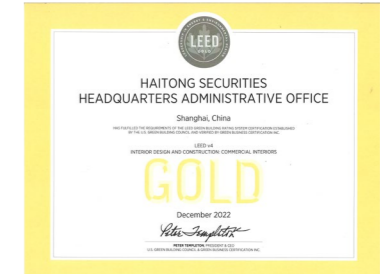 LEED
HAITONG SECURITIES
HEADQUARTERS ADMINISTRATIVE OFFICE
Shanghai, China
HAS FULFILLED THE REQUIREMENTS OF THE LEED GREEN BUILDING RATING SYSTEM CERTIFICATION ESTABLISHED
BY THE U.S. GREEN BUILDING COUNCIL AND VERIFIED BY GREEN BUSINESS CERTIFICATION INC.
LEED v4
INTERIOR DESIGN AND CONSTRUCTION: COMMERCIAL INTERIORS
GOLD
December 2022
Peter Templeton
PETER TEMPLETON, PRESIDENT & CEO
U.S. GREEN BUILDING COUNCIL & GREEN BUSINESS CERTIFICATION INC.